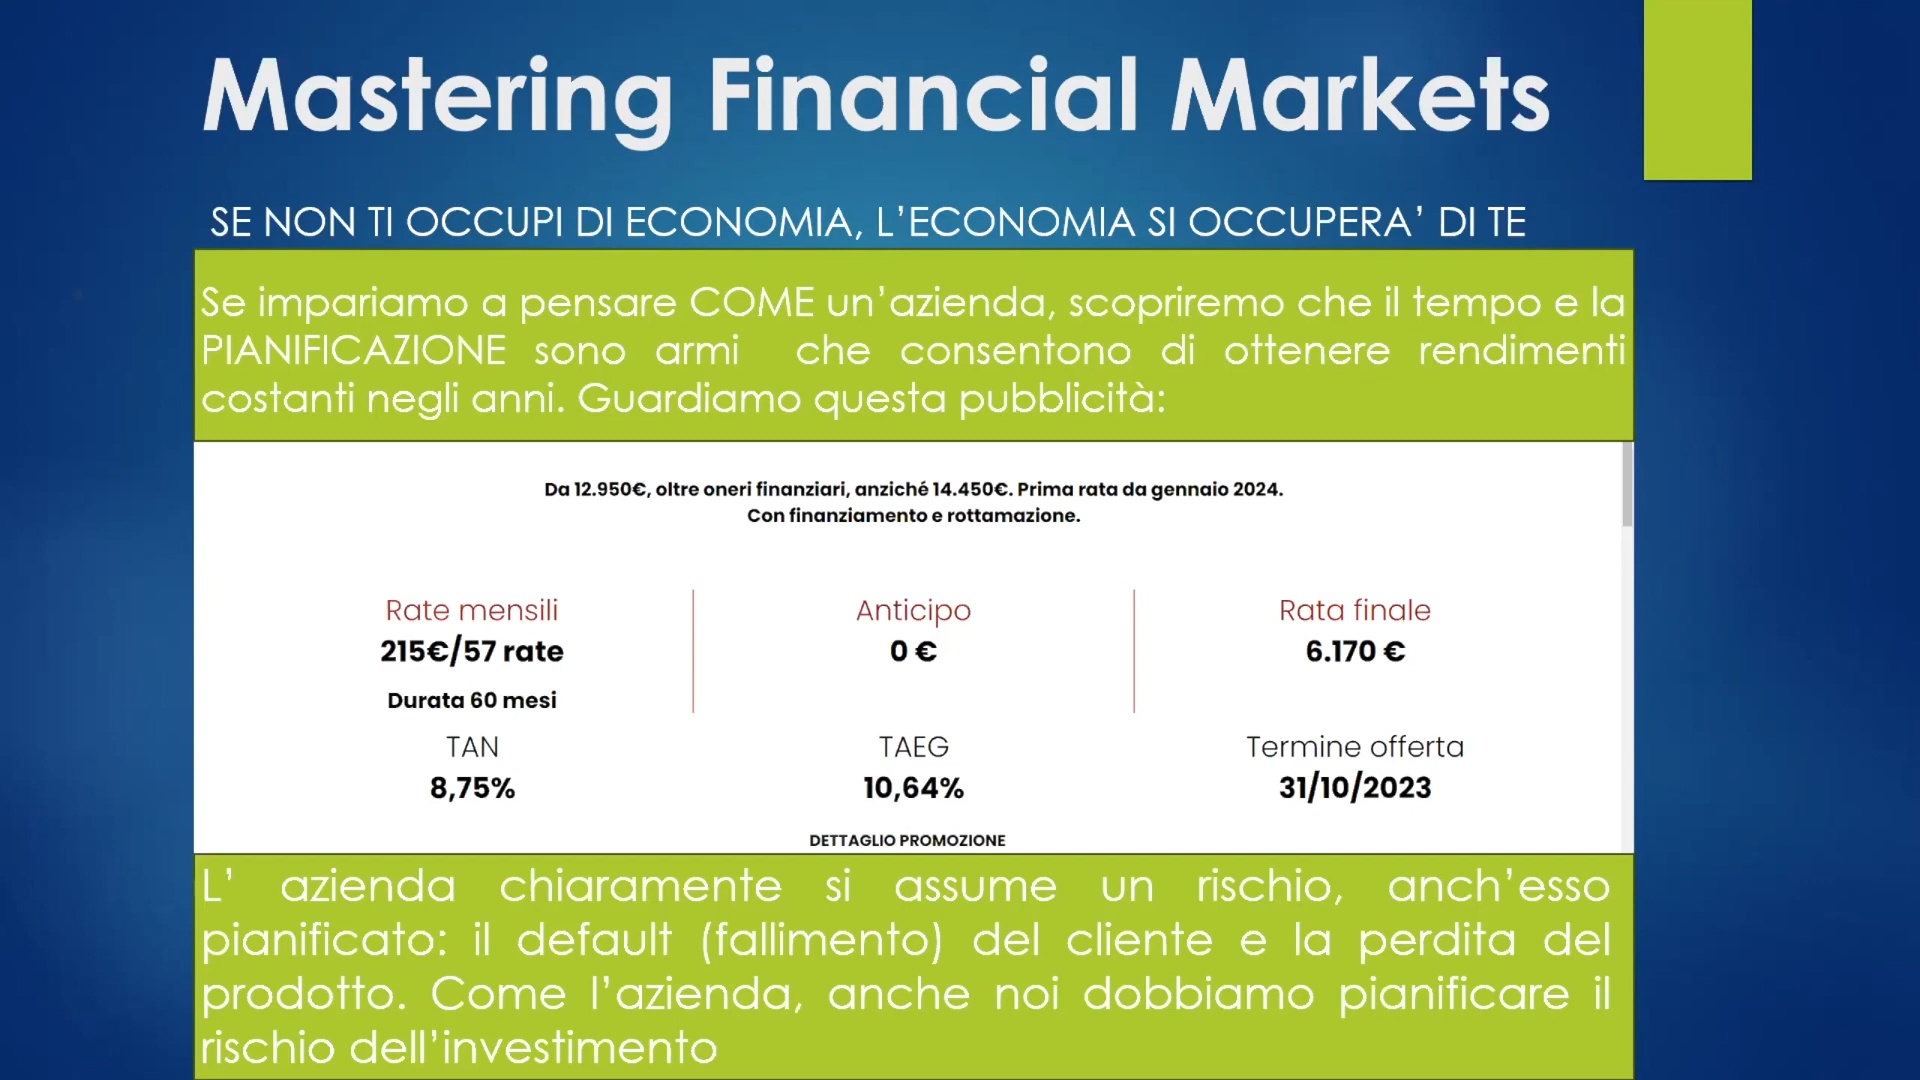 Mastering Financial Markets
SE NON TI OCCUPI DI ECONOMIA, L’ECONOMIA SI OCCUPERA’ DI TE
Se impariamo a pensare COME un’azienda, scopriremo che il tempo e la
PIANIFICAZIONE sono armi che consentono di ottenere rendimenti
costanti negli anni. Guardiamo questa pubblicità:
Da 12.950€, oltre oneri finanziari, anziché 14.450€. Prima rata da gennaio 2024.
Con finanziamento e rottamazione.
Rate mensili
215€/57 rate
Durata 60 mesi
Anticipo
0 €
Rata finale
6.170 €
TAN
8,75%
TAEG
10,64%
Termine offerta
31/10/2023
DETTAGLIO PROMOZIONE
L’ azienda chiaramente si assume un rischio, anch’esso
pianificato: il default (fallimento) del cliente e la perdita del
prodotto. Come l’azienda, anche noi dobbiamo pianificare il
rischio dell’investimento